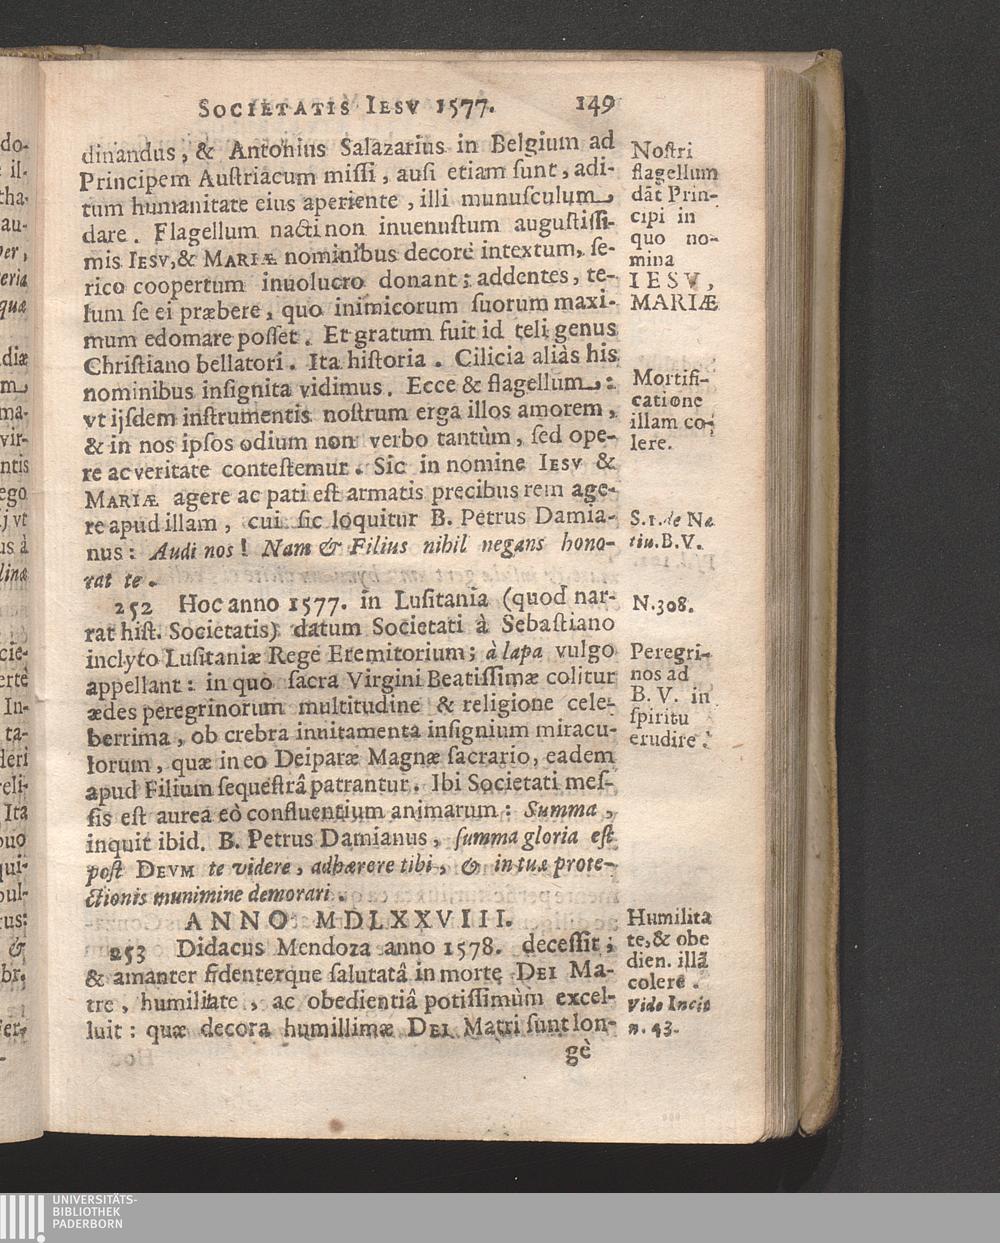 SOCIETATIS IESV 1577. 149
dinandus, & Antonius Salazarius in Belgium ad
Principem Austriacum missi, ausi etiam sunt, adi-
tum humanitate eius aperiente, illi munusculum
dare. Flagellum nacti non inuenustum augustissi-
mis IESV, & MARIÆ nominibus decorè intextum, se-
rico coopertum inuolucro donant; addentes, te-
lum se ei præbere, quo inimicorum suorum maxi-
mum edomare posset. Et gratum fuit id teli genus
Christiano bellatori. Ita historia. Cilicia aliàs his
nominibus insignita vidimus. Ecce & flagellum:
vt ijsdem instrumentis nostrum erga illos amorem,
& in nos ipsos odium non verbo tantùm, sed ope-
re ac veritate contestemur. Sic in nomine IESV &
MARIÆ agere ac pati est armatis precibus rem age-
re apud illam, cui sic loquitur B. Petrus Damia-
nus: Audi nos! Nam & Filius nihil negans hono-
rat te.
252 Hoc anno 1577. in Lusitania (quod nar-
rat hist. Societatis) datum Societati à Sebastiano
inclyto Lusitaniæ Rege Eremitorium; à lapa vulgo
appellant: in quo sacra Virgini Beatissimæ colitur
ædes peregrinorum multitudine & religione cele-
berrima, ob crebra inuitamenta insignium miracu-
lorum, quæ in eo Deiparæ Magnæ sacrario, eadem
apud Filium sequestrâ patrantur. Ibi Societati mes-
sis est aurea eò confluentium animarum: Summa,
inquit ibid. B. Petrus Damianus, summa gloria est
post DEVM te videre, adhærere tibi, & in tuæ prote-
ctionis munimine demorari.
ANNO MDLXXVIII.
253 Didacus Mendoza anno 1578. decessit;
& amanter fidenterque salutatâ in morte DEI Ma-
tre, humilitate, ac obedientiâ potissimùm excel-
luit: quæ decora humillimæ DEI Matri sunt lon-
gè
Nostri
flagellum
dāt Prin-
cipi in
quo no-
mina
IESV,
MARIÆ
Mortifi-
catione
illam co-
lere.
S.1. de Na
tiu. B.V.
N.308.
Peregri-
nos ad
B. V. in
spiritu
erudire.
Humilita
te, & obe
dien. illā
colere.
Vide Incis
n. 43.
UNIVERSITÄTS-
BIBLIOTHEK
PADERBORN